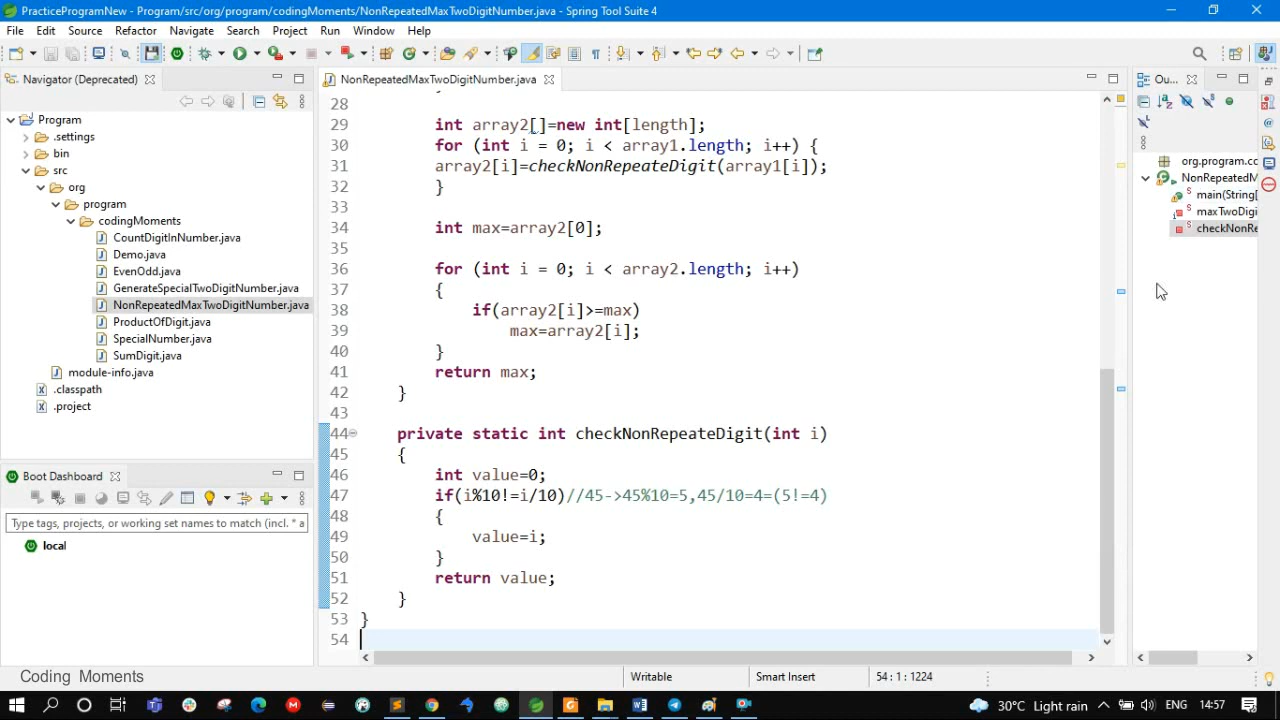 PracticeProgramNew - Program/src/org/program/codingMoments/NonRepeatedMaxTwoDigitNumber.java - Spring Tool Suite 4
File Edit Source Refactor Navigate Search Project Run Window Help
Navigator (Deprecated)
Program
.settings
bin
src
org
program
codingMoments
CountDigitInNumber.java
Demo.java
EvenOdd.java
GenerateSpecialTwoDigitNumber.java
NonRepeatedMaxTwoDigitNumber.java
ProductOfDigit.java
SpecialNumber.java
SumDigit.java
module-info.java
.classpath
.project
Boot Dashboard
Type tags, projects, or working set names to match (incl. * a
local
NonRepeatedMaxTwoDigitNumber.java
28
29 int array2[]=new int[length];
30 for (int i = 0; i < array1.length; i++) {
31 array2[i]=checkNonRepeateDigit(array1[i]);
32 }
33
34 int max=array2[0];
35
36 for (int i = 0; i < array2.length; i++)
37 {
38 if(array2[i]>=max)
39 max=array2[i];
40 }
41 return max;
42 }
43
44 private static int checkNonRepeateDigit(int i)
45 {
46 int value=0;
47 if(i%10!=i/10)//45->45%10=5,45/10=4=(5!=4)
48 {
49 value=i;
50 }
51 return value;
52 }
53 }
54
Ou...
org.program.co
NonRepeatedM
main(String[
maxTwoDigi
checkNonRe
Coding Moments
Writable
Smart Insert
54 : 1 : 1224
30°C Light rain
ENG
14:57